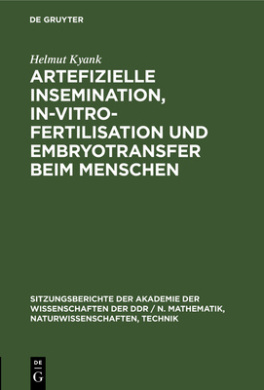 DE GRUYTER
Helmut Kyank
ARTEFIZIELLE
INSEMINATION,
IN-VITRO-
FERTILISATION UND
EMBRYOTRANSFER
BEIM MENSCHEN
SITZUNGSBERICHTE DER AKADEMIE DER
WISSENSCHAFTEN DER DDR / N. MATHEMATIK,
NATURWISSENSCHAFTEN, TECHNIK
DE
G